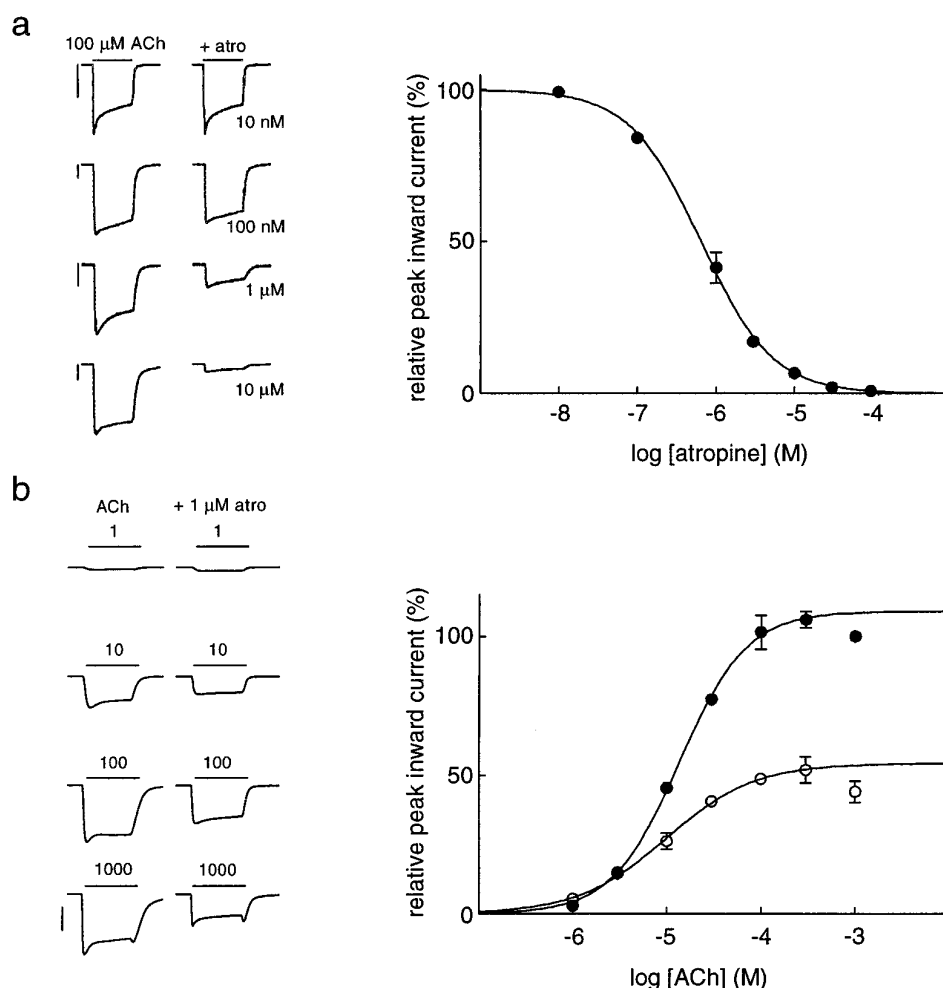 a
100 µM ACh + atro
10 nM
100 nM
1 µM
10 µM
relative peak inward current (%)
100
50
0
-8 -7 -6 -5 -4
log [atropine] (M)
b
ACh + 1 µM atro
1 1
10 10
100 100
1000 1000
relative peak inward current (%)
100
50
0
-6 -5 -4 -3
log [ACh] (M)